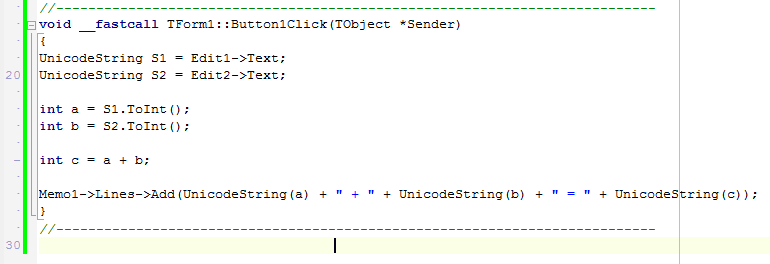 //---------------------------------------------------------------------------
void __fastcall TForm1::Button1Click(TObject *Sender)
{
UnicodeString S1 = Edit1->Text;
20 UnicodeString S2 = Edit2->Text;
int a = S1.ToInt();
int b = S2.ToInt();
int c = a + b;
Memo1->Lines->Add(UnicodeString(a) + " + " + UnicodeString(b) + " = " + UnicodeString(c));
}
//---------------------------------------------------------------------------
30